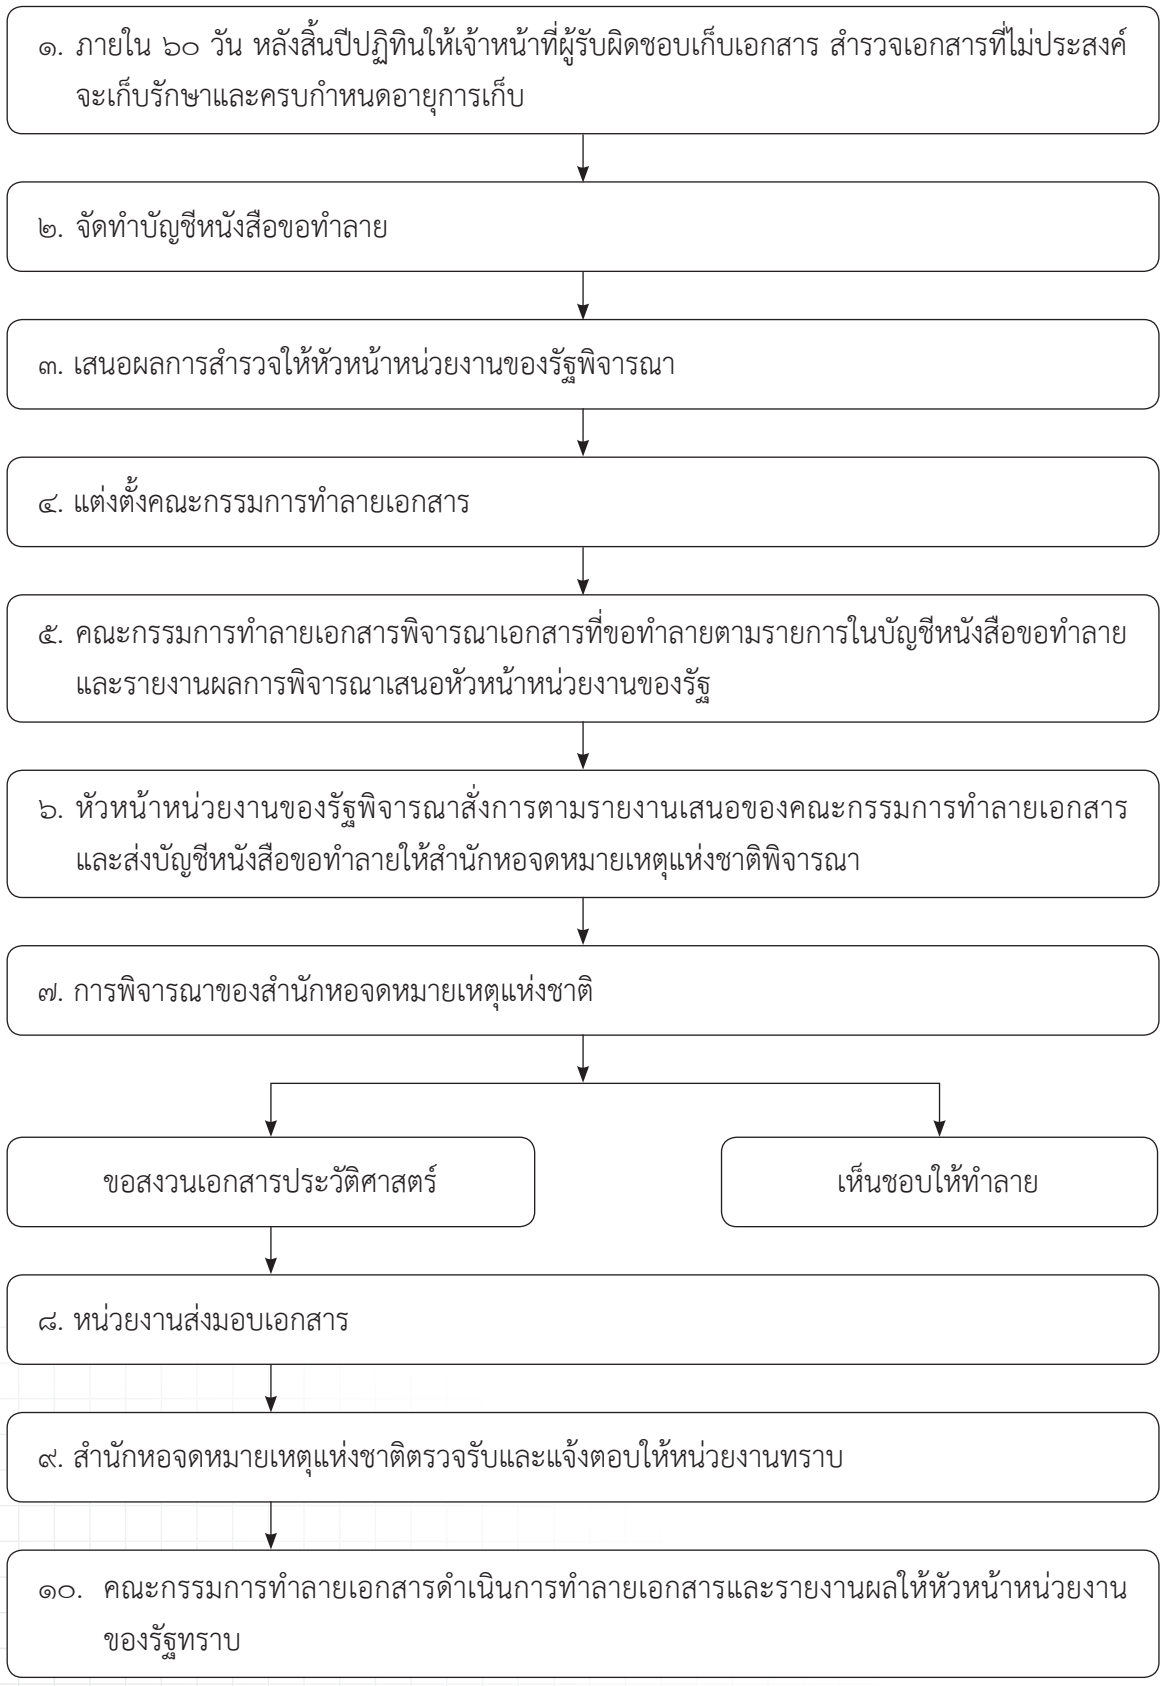 ๑. ภายใน ๖๐ วัน หลังสิ้นปีปฏิทินให้เจ้าหน้าที่ผู้รับผิดชอบเก็บเอกสาร สำรวจเอกสารที่ไม่ประสงค์
จะเก็บรักษาและครบกำหนดอายุการเก็บ
๒. จัดทำบัญชีหนังสือขอทำลาย
๓. เสนอผลการสำรวจให้หัวหน้าหน่วยงานของรัฐพิจารณา
๔. แต่งตั้งคณะกรรมการทำลายเอกสาร
๕. คณะกรรมการทำลายเอกสารพิจารณาเอกสารที่ขอทำลายตามรายการในบัญชีหนังสือขอทำลาย
และรายงานผลการพิจารณาเสนอหัวหน้าหน่วยงานของรัฐ
๖. หัวหน้าหน่วยงานของรัฐพิจารณาสั่งการตามรายงานเสนอของคณะกรรมการทำลายเอกสาร
และส่งบัญชีหนังสือขอทำลายให้สำนักหอจดหมายเหตุแห่งชาติพิจารณา
๗. การพิจารณาของสำนักหอจดหมายเหตุแห่งชาติ
ขอสงวนเอกสารประวัติศาสตร์
เห็นชอบให้ทำลาย
๘. หน่วยงานส่งมอบเอกสาร
๙. สำนักหอจดหมายเหตุแห่งชาติตรวจรับและแจ้งตอบให้หน่วยงานทราบ
๑๐. คณะกรรมการทำลายเอกสารดำเนินการทำลายเอกสารและรายงานผลให้หัวหน้าหน่วยงาน
ของรัฐทราบ